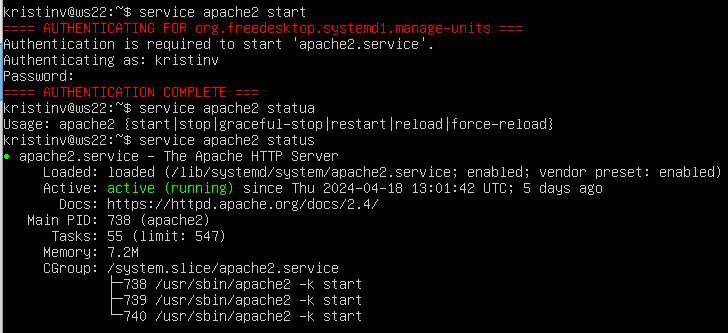 kristinv@ws22:~$ service apache2 start
==== AUTHENTICATING FOR org.freedesktop.systemd1.manage-units ===
Authentication is required to start 'apache2.service'.
Authenticating as: kristinv
Password:
==== AUTHENTICATION COMPLETE ===
kristinv@ws22:~$ service apache2 statua
Usage: apache2 {start|stop|graceful-stop|restart|reload|force-reload}
kristinv@ws22:~$ service apache2 status
● apache2.service - The Apache HTTP Server
     Loaded: loaded (/lib/systemd/system/apache2.service; enabled; vendor preset: enabled)
     Active: active (running) since Thu 2024-04-18 13:01:42 UTC; 5 days ago
       Docs: https://httpd.apache.org/docs/2.4/
   Main PID: 738 (apache2)
      Tasks: 55 (limit: 547)
     Memory: 7.2M
     CGroup: /system.slice/apache2.service
             ├─738 /usr/sbin/apache2 -k start
             ├─739 /usr/sbin/apache2 -k start
             └─740 /usr/sbin/apache2 -k start